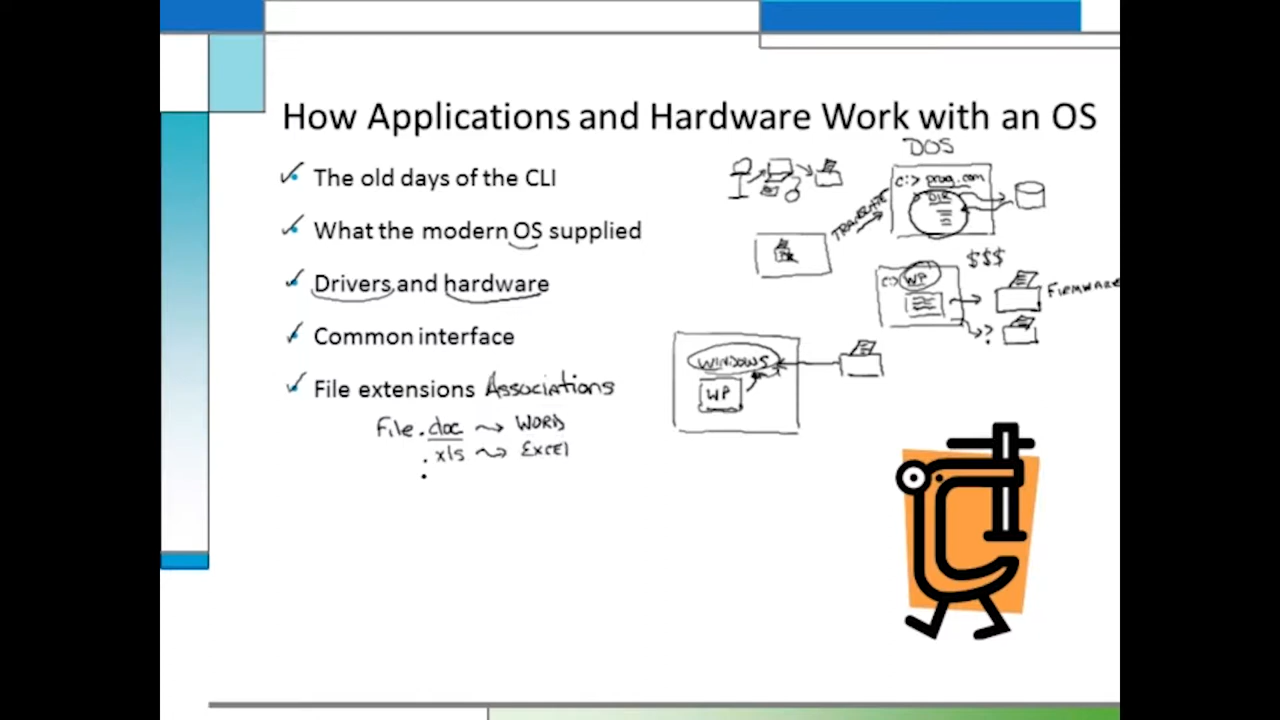 How Applications and Hardware Work with an OS
The old days of the CLI
What the modern OS supplied
Drivers and hardware
Common interface
File extensions Associations
File .doc → WORD
.xls → EXCEL
.
DOS
C:> prog.com
> DIR
TRANSLATE
$$$
C:> WP
FIRMWARE
?
WINDOWS
WP